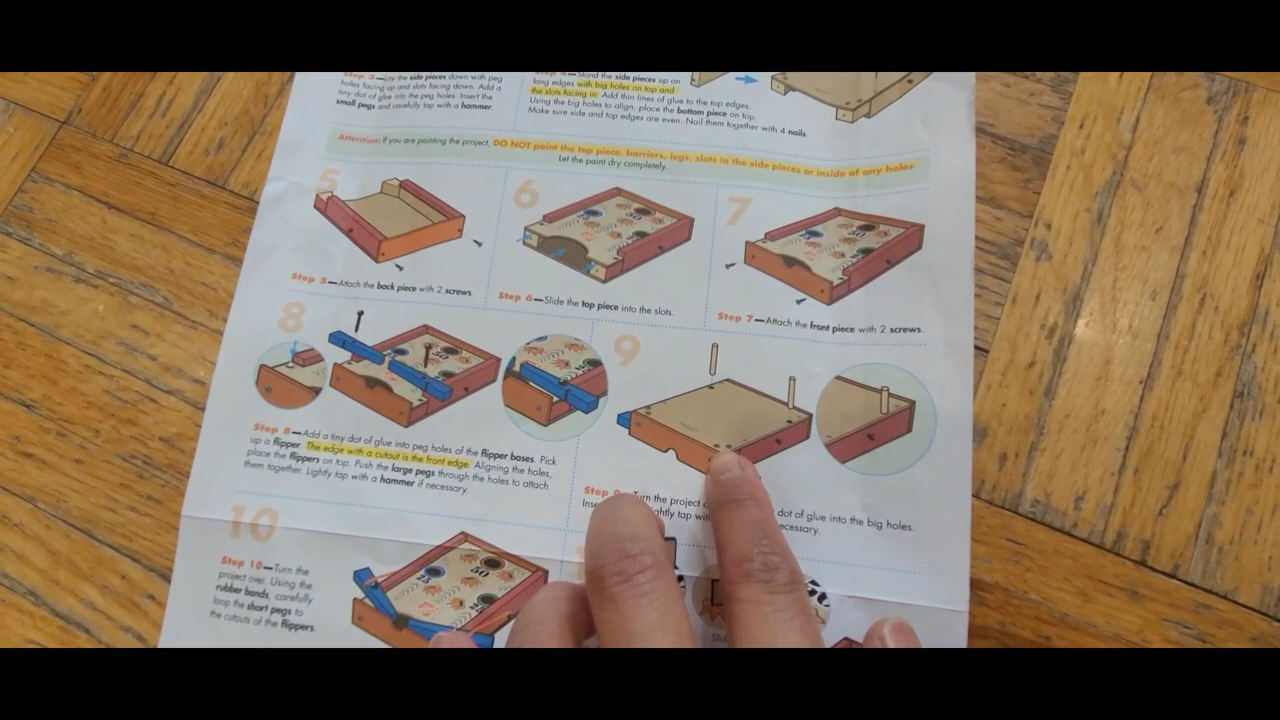 Step 3—Lay the side pieces down with peg
holes facing up and slots facing down. Add a
tiny dot of glue into the peg holes. Insert the
small pegs and carefully tap with a hammer.
Stand the side pieces up on
long edges with big holes on top and
the slots facing in. Add thin lines of glue to the top edges.
Using the big holes to align, place the bottom piece on top.
Make sure side and top edges are even. Nail them together with 4 nails.
Attention: If you are painting the project, DO NOT paint the top piece, barriers, legs, slots in the side pieces or inside of any holes.
Let the paint dry completely.
5
Step 5—Attach the back piece with 2 screws.
6
Step 6—Slide the top piece into the slots.
7
Step 7—Attach the front piece with 2 screws.
8
Step 8—Add a tiny dot of glue into peg holes of the flipper bases. Pick
up a flipper. The edge with a cutout is the front edge. Aligning the holes,
place the flippers on top. Push the large pegs through the holes to attach
them together. Lightly tap with a hammer if necessary.
9
Step Turn the project dot of glue into the big holes.
lightly tap
10
Step 10—Turn the
project over. Using the
rubber bands, carefully
loop the short pegs to
the cutouts of the flippers.
25
50